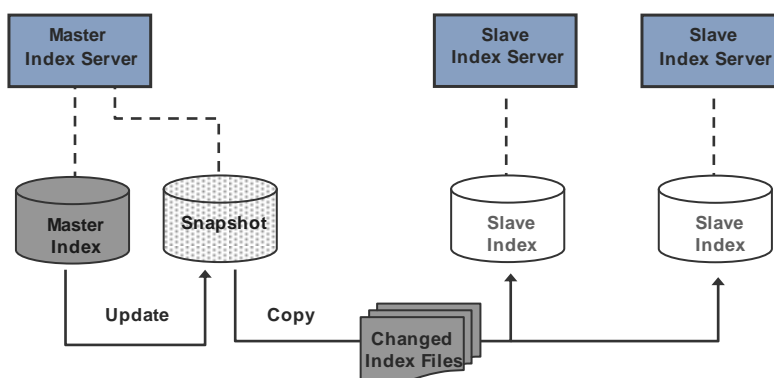 Master
Index Server
Slave
Index Server
Slave
Index Server
Master
Index
Snapshot
Slave
Index
Slave
Index
Update
Copy
Changed
Index Files